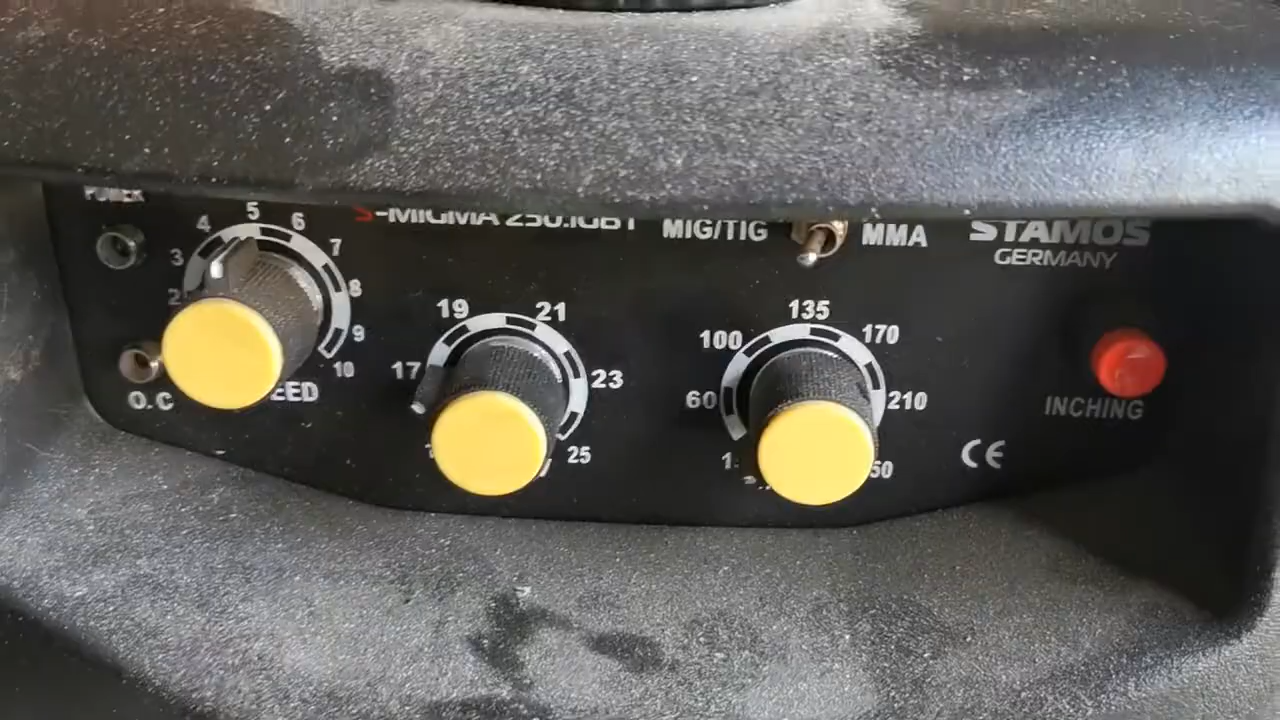 POWER
S-MIGMA 250.IGBT
MIG/TIG
MMA
STAMOS
GERMANY
2
3
4
5
6
7
8
9
10
O.C
EED
17
19
21
23
25
60
100
135
170
210
50
INCHING
CE